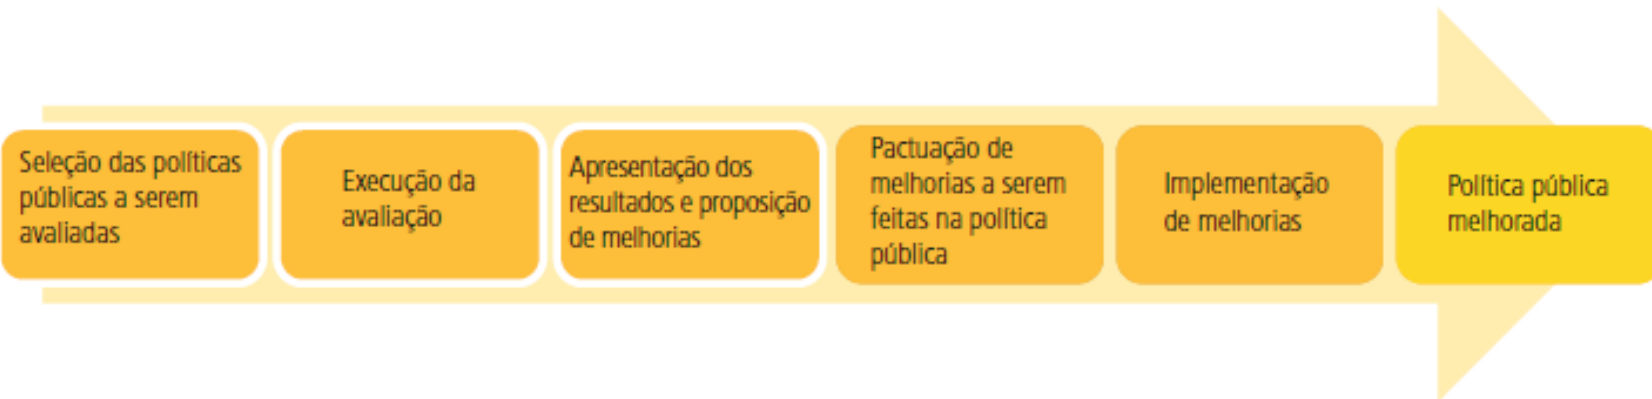 Seleção das políticas
públicas a serem
avaliadas
Execução da
avaliação
Apresentação dos
resultados e proposição
de melhorias
Pactuação de
melhorias a serem
feitas na política
pública
Implementação
de melhorias
Política pública
melhorada